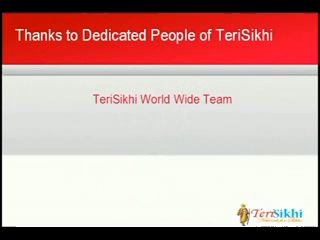 Thanks to Dedicated People of TeriSikhi
TeriSikhi World Wide Team
TeriSikhi